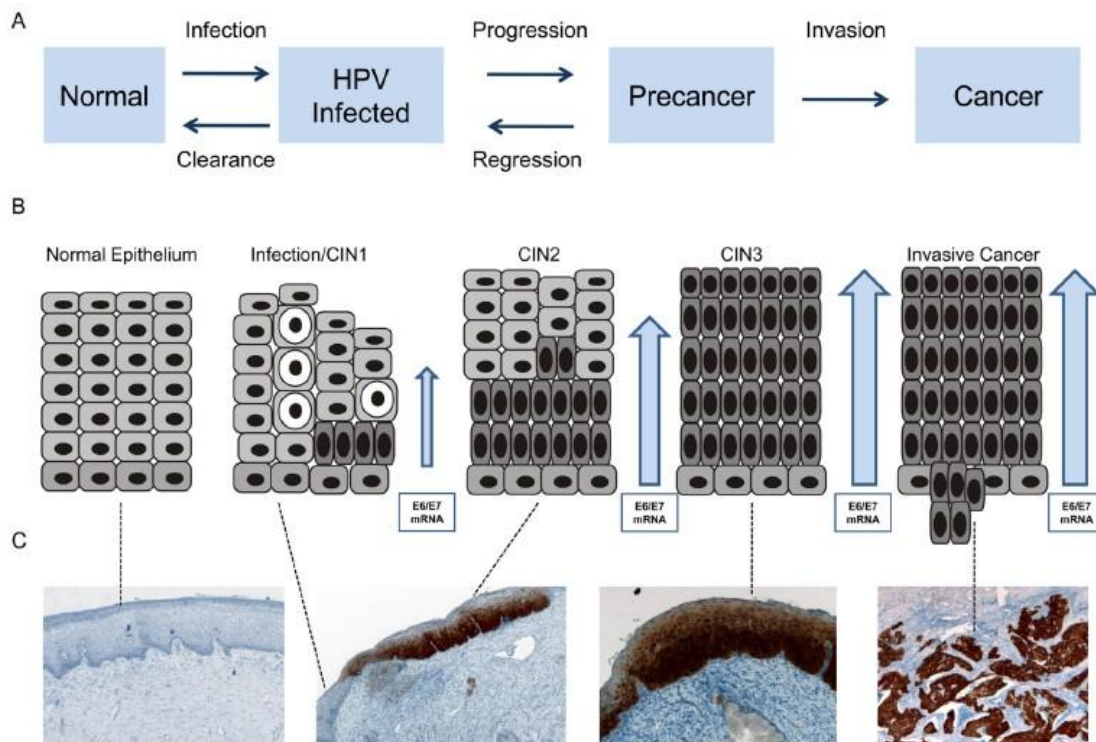 A
Infection
Progression
Invasion
Normal
HPV
Infected
Precancer
Cancer
Clearance
Regression
B
Normal Epithelium
Infection/CIN1
CIN2
CIN3
Invasive Cancer
E6/E7
mRNA
E6/E7
mRNA
E6/E7
mRNA
E6/E7
mRNA
C